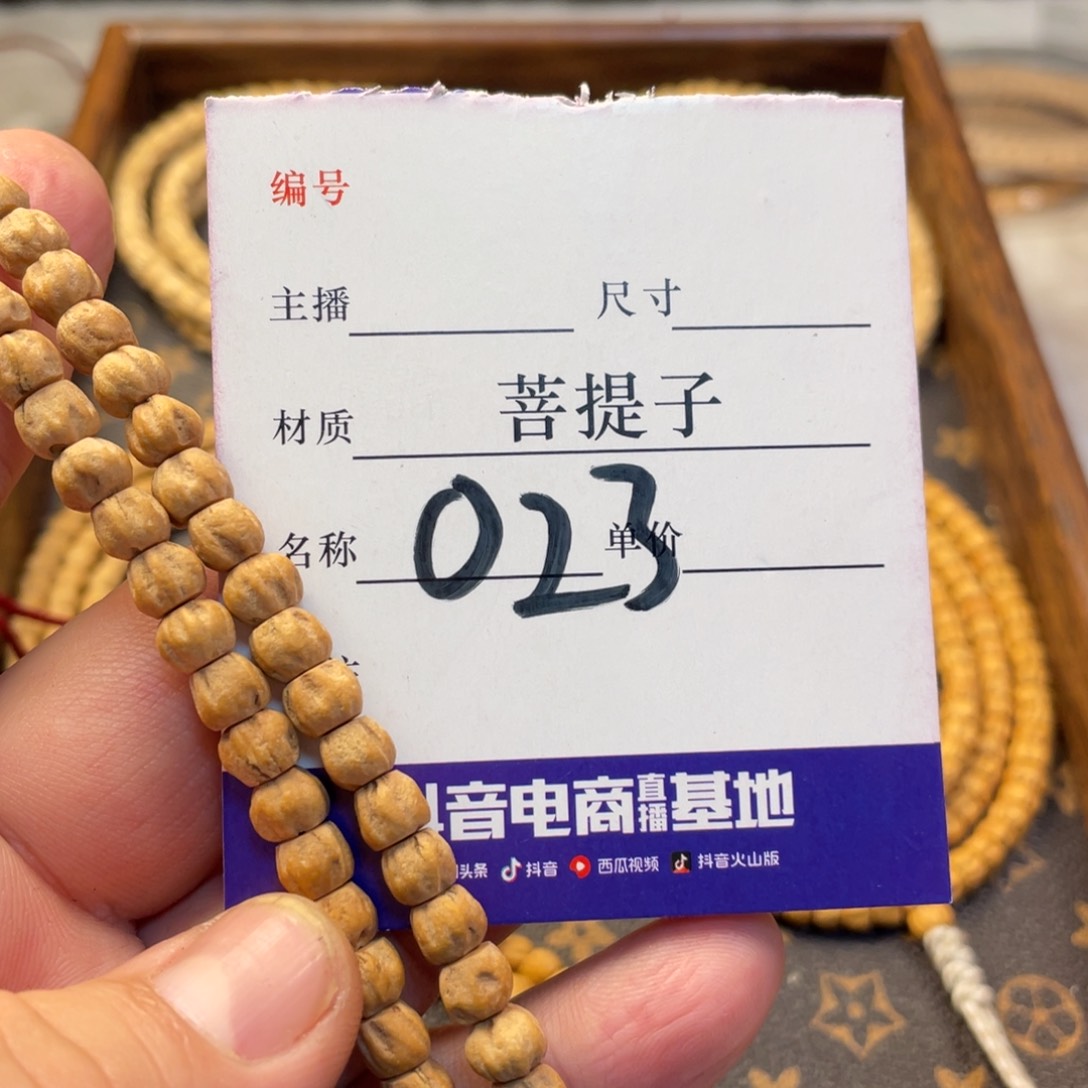 编号
主播 尺寸
材质 菩提子
名称 023 单价
音电商直播基地
头条 抖音 西瓜视频 抖音火山版